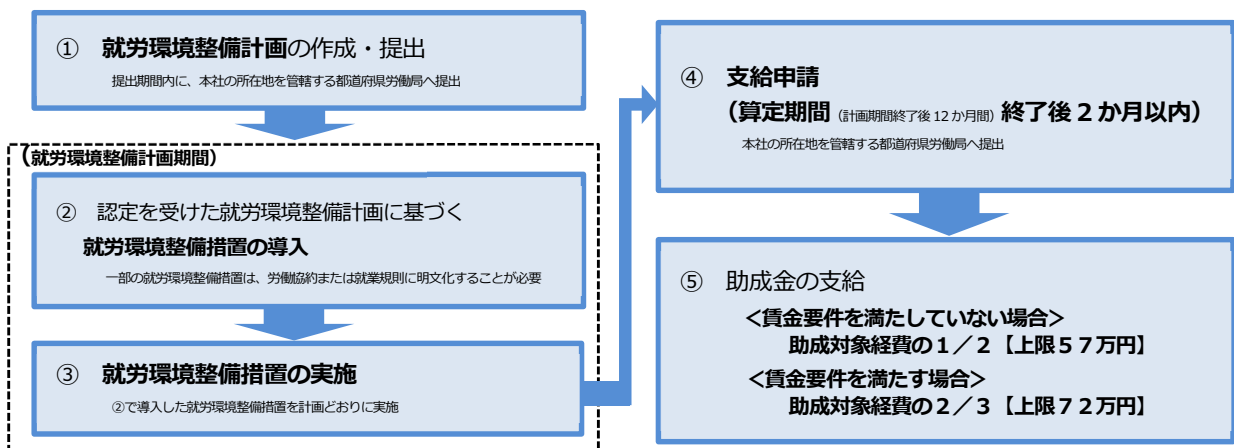 ① 就労環境整備計画の作成・提出
提出期間内に、本社の所在地を管轄する都道府県労働局へ提出
(就労環境整備計画期間)
② 認定を受けた就労環境整備計画に基づく
就労環境整備措置の導入
一部の就労環境整備措置は、労働協約または就業規則に明文化することが必要
③ 就労環境整備措置の実施
②で導入した就労環境整備措置を計画どおりに実施
④ 支給申請
(算定期間(計画期間終了後12か月間)終了後2か月以内)
本社の所在地を管轄する都道府県労働局へ提出
⑤ 助成金の支給
<賃金要件を満たしていない場合>
助成対象経費の1/2【上限57万円】
<賃金要件を満たす場合>
助成対象経費の2/3【上限72万円】